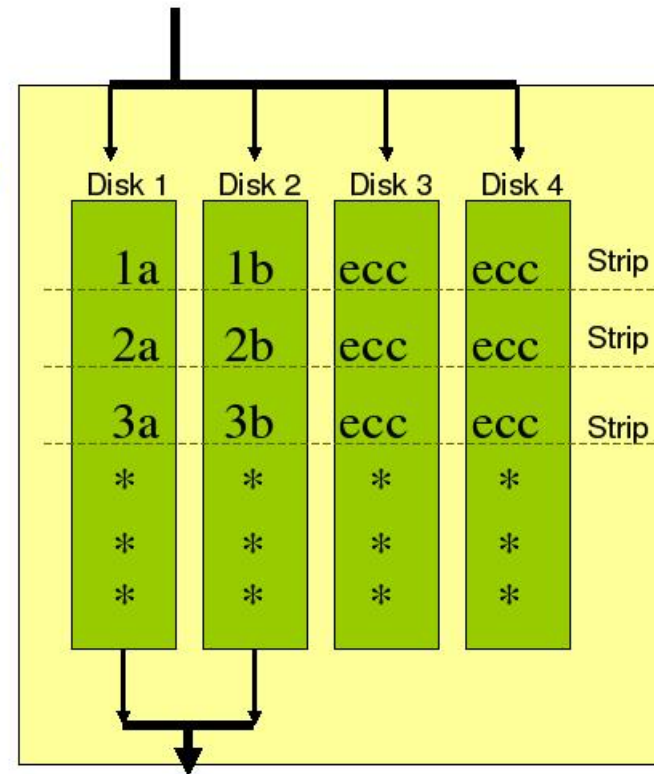 Disk 1 Disk 2 Disk 3 Disk 4
1a 1b ecc ecc Strip
2a 2b ecc ecc Strip
3a 3b ecc ecc Strip
* * * *
* * * *
* * * *